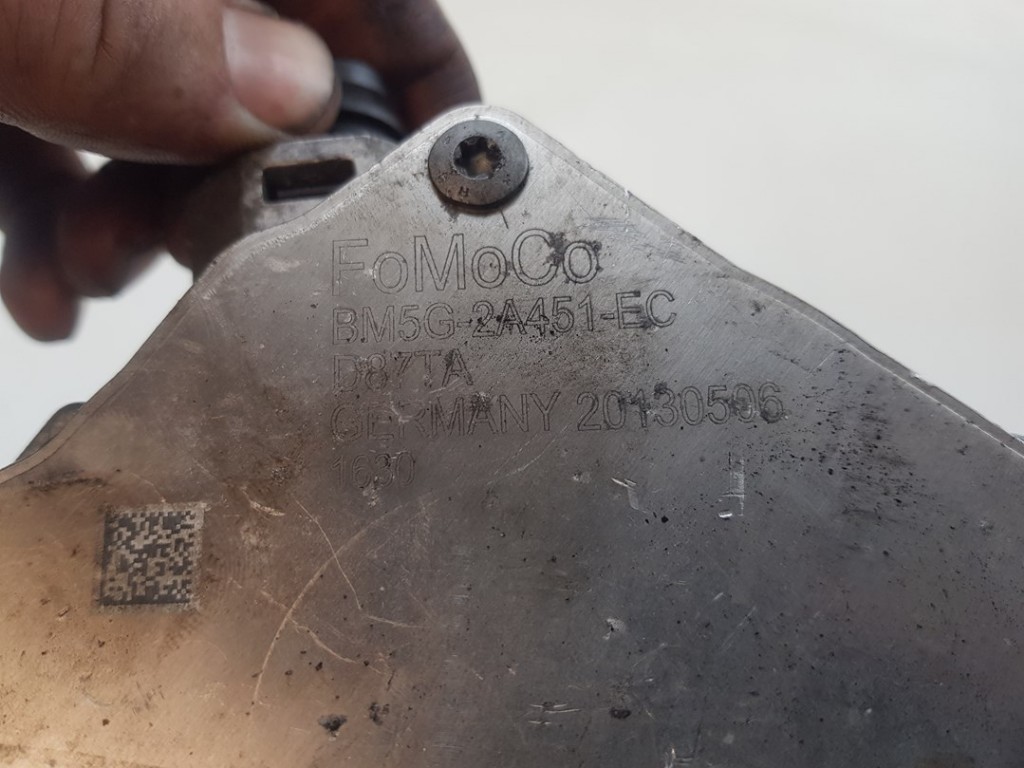 FoMoCo
BM5G-2A451-EC
D87TA
GERMANY 20130506
1630